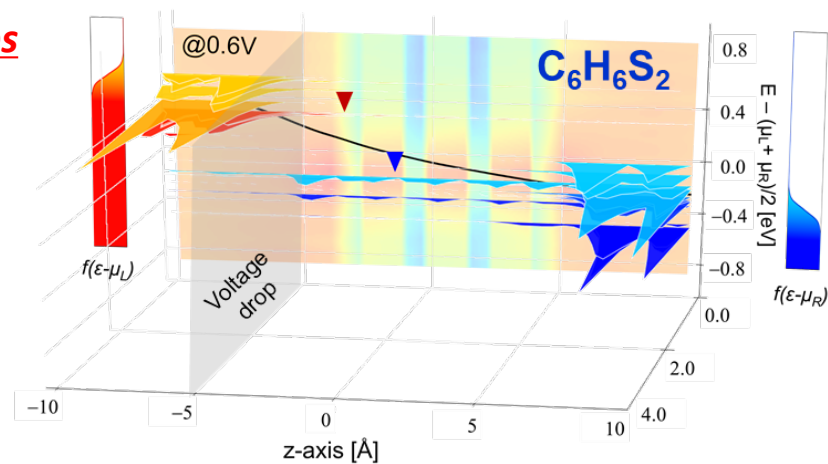 s
@0.6V
C₆H₆S₂
0.8
0.4
0.0
−0.4
−0.8
E − (μL+ μR)/2 [eV]
f(ε-μL)
f(ε-μR)
Voltage
drop
0.0
2.0
4.0
−10
−5
0
5
10
z-axis [Å]